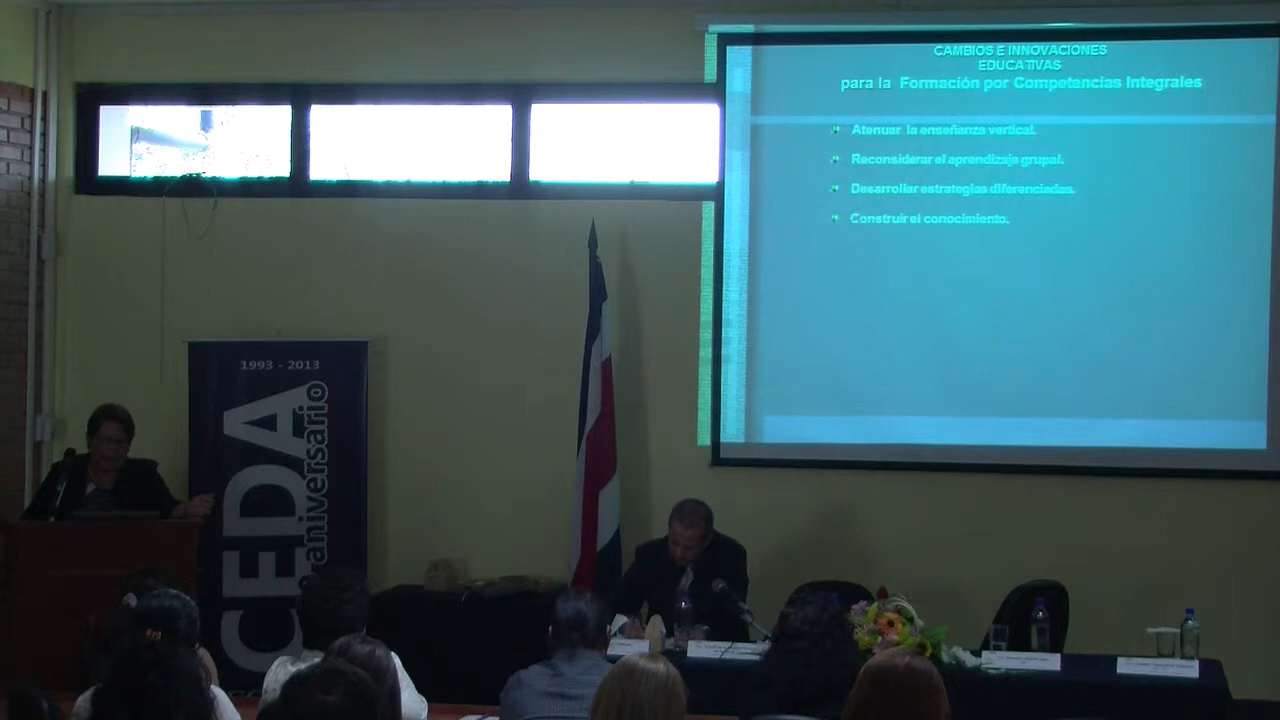 CAMBIOS E INNOVACIONES
EDUCATIVAS
para la Formación por Competencias Integrales
Atenuar la enseñanza vertical.
Reconsiderar el aprendizaje grupal.
Desarrollar estrategias diferenciadas.
Construir el conocimiento.
1993 - 2013
CEDA
aniversario